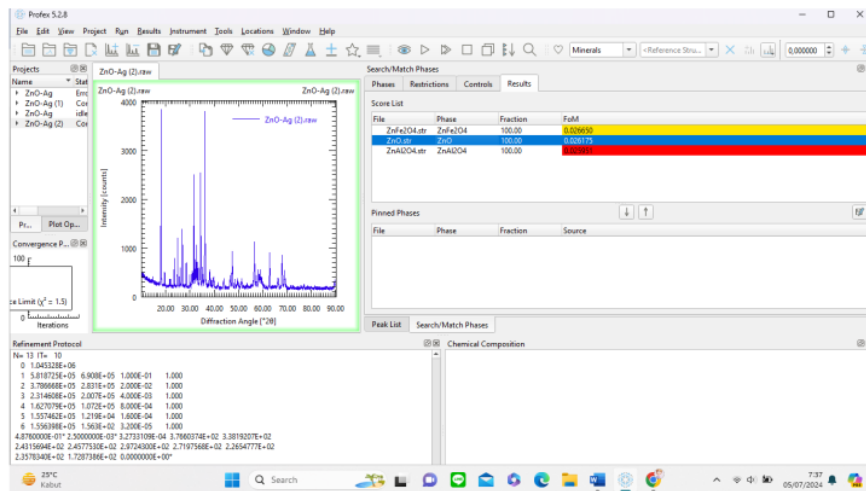 Profex 5.2.8
File Edit View Project Run Results Instrument Tools Locations Window Help
Minerals
<Reference Stru...
0,000000
Projects
Name Stat
ZnO-Ag Erro
ZnO-Ag (1) Cor
ZnO-Ag idle
ZnO-Ag (2) Cor
Pr... Plot Op...
Convergence P...
100
ce Limit (χ² = 1.5)
0
Iterations
ZnO-Ag (2).raw
ZnO-Ag (2).raw ZnO-Ag (2).raw
ZnO-Ag (2).raw
Intensity [counts]
4000
3000
2000
1000
0
20.00 30.00 40.00 50.00 60.00 70.00 80.00 90.00
Diffraction Angle [°2θ]
Search/Match Phases
Phases Restrictions Controls Results
Score List
File Phase Fraction FoM
ZnFe2O4.str ZnFe2O4 100.00 0.026650
ZnO.str ZnO 100.00 0.026175
ZnAl2O4.str ZnAl2O4 100.00
Pinned Phases
File Phase Fraction Source
Peak List Search/Match Phases
Refinement Protocol
N= 13 IT= 10
0 1.045328E+06
1 5.818725E+05 6.908E+05 1.000E-01 1.000
2 3.786668E+05 2.831E+05 2.000E-02 1.000
3 2.314608E+05 2.007E+05 4.000E-03 1.000
4 1.627079E+05 1.072E+05 8.000E-04 1.000
5 1.557462E+05 1.219E+04 1.600E-04 1.000
6 1.556398E+05 1.563E+02 3.200E-05 1.000
4.8760000E-01* 2.5000000E-03* 3.2733109E-04 3.7660374E+02 3.3819207E+02
2.4315694E+02 2.4577530E+02 2.9724300E+02 2.7197568E+02 2.2654777E+02
2.3578340E+02 1.7287386E+02 0.0000000E+00*
Chemical Composition
25°C
Kabut
Search
7:37
05/07/2024